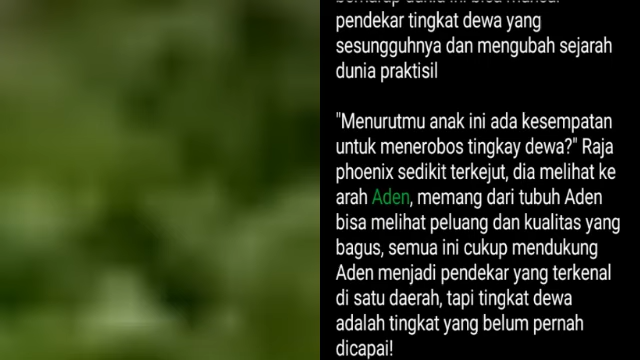 pendekar tingkat dewa yang
sesungguhnya dan mengubah sejarah
dunia praktisil
"Menurutmu anak ini ada kesempatan
untuk menerobos tingkay dewa?" Raja
phoenix sedikit terkejut, dia melihat ke
arah Aden, memang dari tubuh Aden
bisa melihat peluang dan kualitas yang
bagus, semua ini cukup mendukung
Aden menjadi pendekar yang terkenal
di satu daerah, tapi tingkat dewa
adalah tingkat yang belum pernah
dicapai!